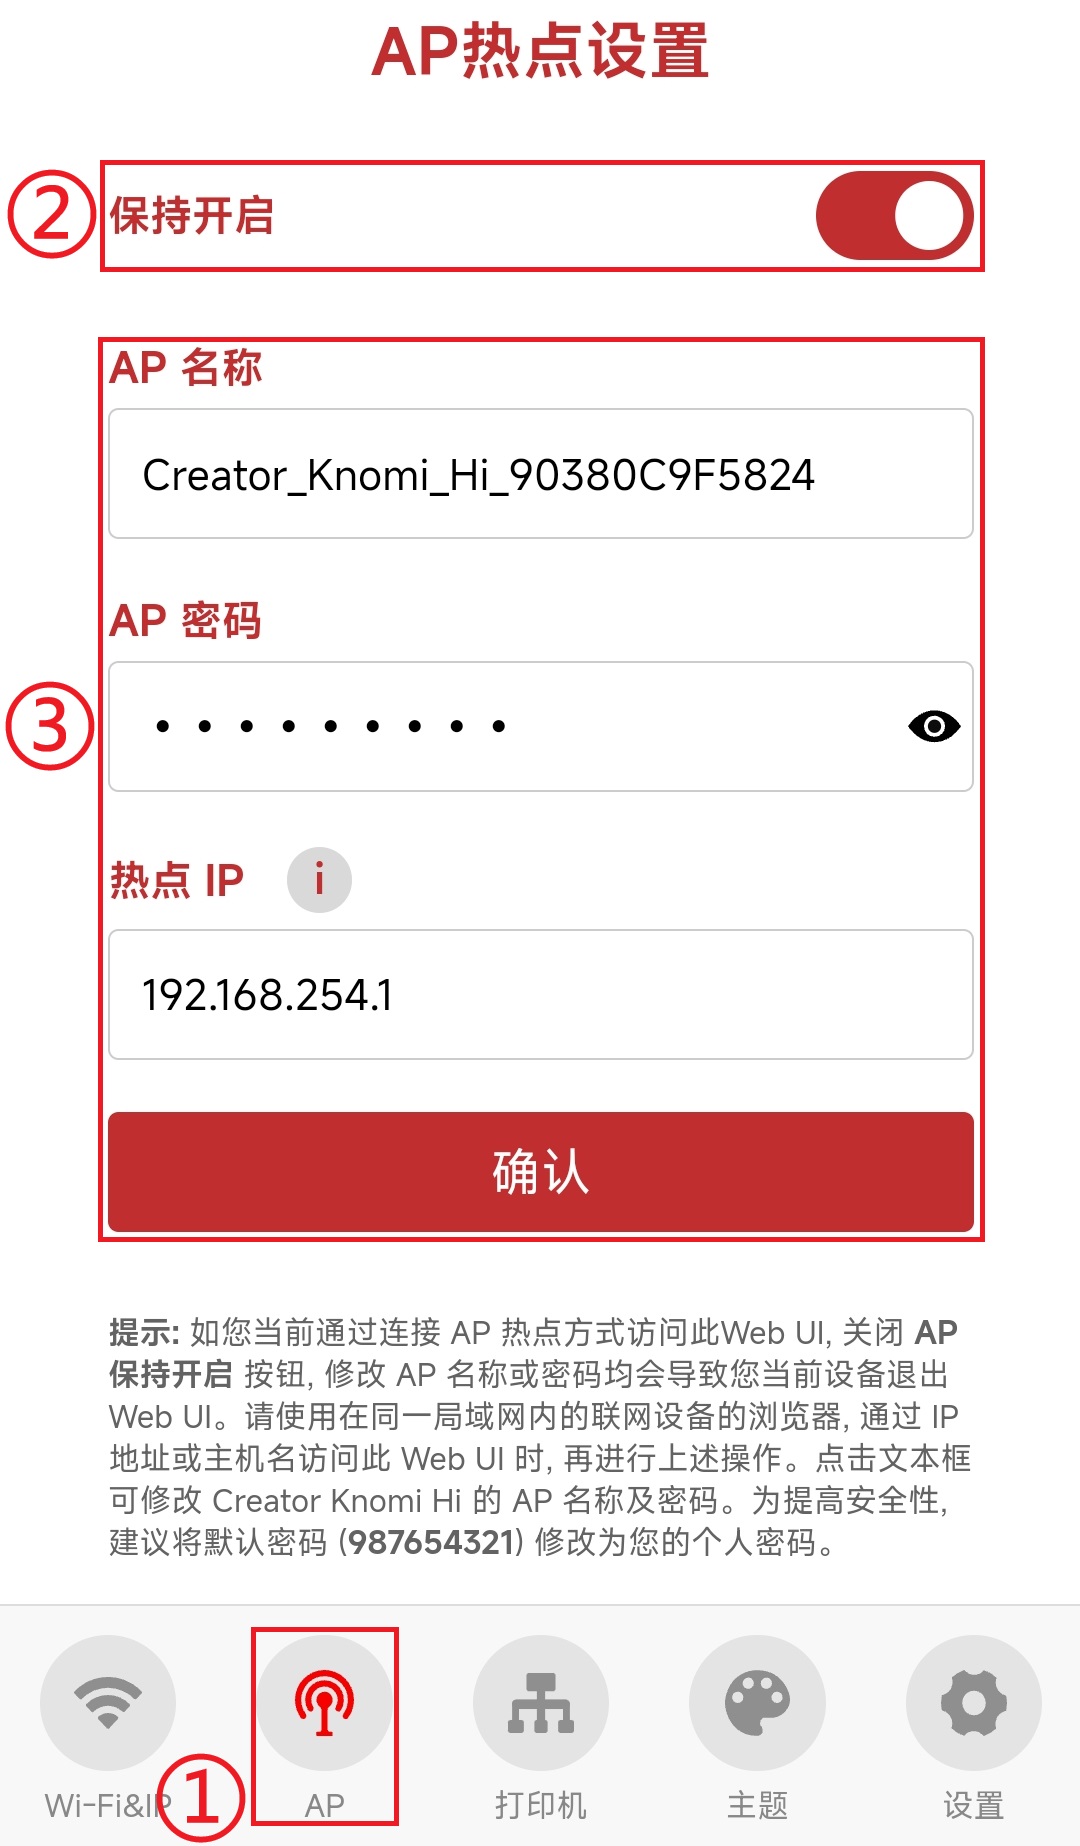 AP热点设置
② 保持开启
AP 名称
Creator_Knomi_Hi_90380C9F5824
AP 密码
③ •••••••••
热点 IP i
192.168.254.1
确认
提示: 如您当前通过连接 AP 热点方式访问此Web UI, 关闭 AP
保持开启 按钮, 修改 AP 名称或密码均会导致您当前设备退出
Web UI。请使用在同一局域网内的联网设备的浏览器, 通过 IP
地址或主机名访问此 Web UI 时, 再进行上述操作。点击文本框
可修改 Creator Knomi Hi 的 AP 名称及密码。为提高安全性,
建议将默认密码 (987654321) 修改为您的个人密码。
Wi-Fi&IP ① AP 打印机 主题 设置